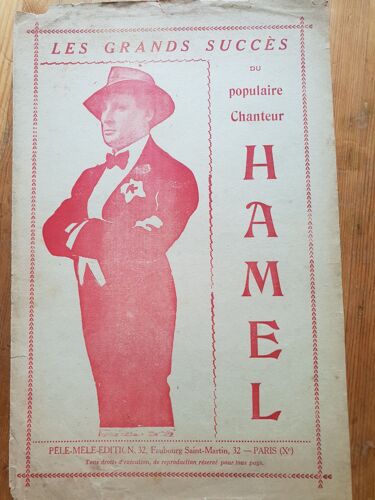 LES GRANDS SUCCÈS
DU
populaire
Chanteur
HAMEL
PÊLE-MÊLE-EDITION, 32, Faubourg Saint-Martin, 32 — PARIS (Xᵉ)
Tous droits d'exécution, de reproduction réservés pour tous pays.